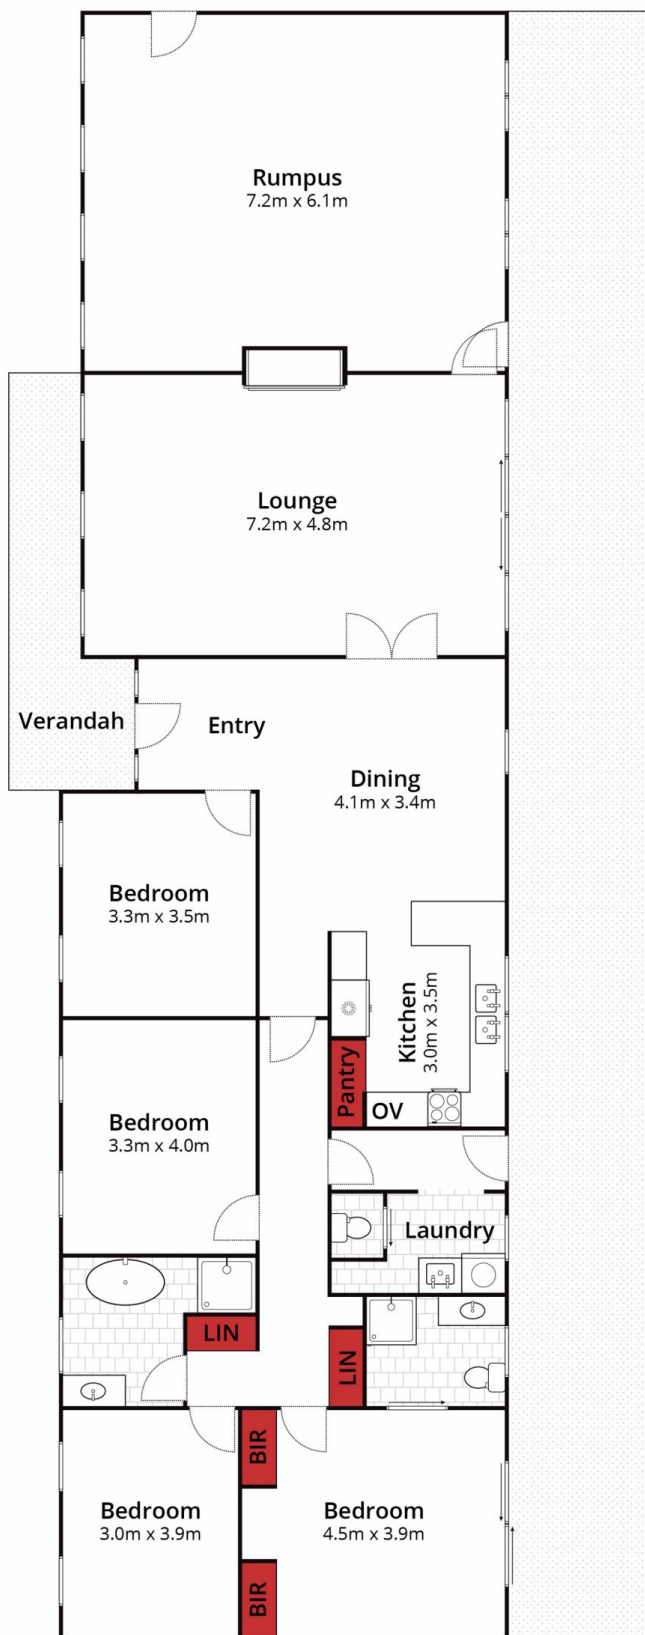 Rumpus
7.2m x 6.1m
Lounge
7.2m x 4.8m
Verandah
Entry
Dining
4.1m x 3.4m
Bedroom
3.3m x 3.5m
Kitchen
3.0m x 3.5m
Pantry
OV
Bedroom
3.3m x 4.0m
Laundry
LIN
LIN
BIR
Bedroom
3.0m x 3.9m
Bedroom
4.5m x 3.9m
BIR